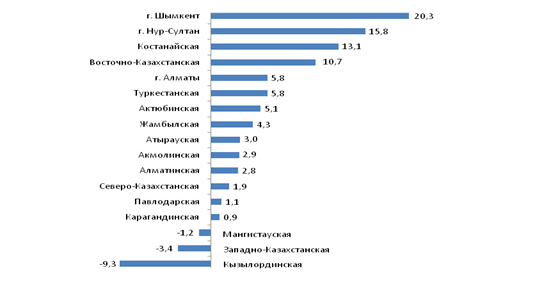 г. Шымкент 20,3
г. Нур-Султан 15,8
Костанайская 13,1
Восточно-Казахстанская 10,7
г. Алматы 5,8
Туркестанская 5,8
Актюбинская 5,1
Жамбылская 4,3
Атырауская 3,0
Акмолинская 2,9
Алматинская 2,8
Северо-Казахстанская 1,9
Павлодарская 1,1
Карагандинская 0,9
-1,2 Мангистауская
-3,4 Западно-Казахстанская
-9,3 Кызылординская